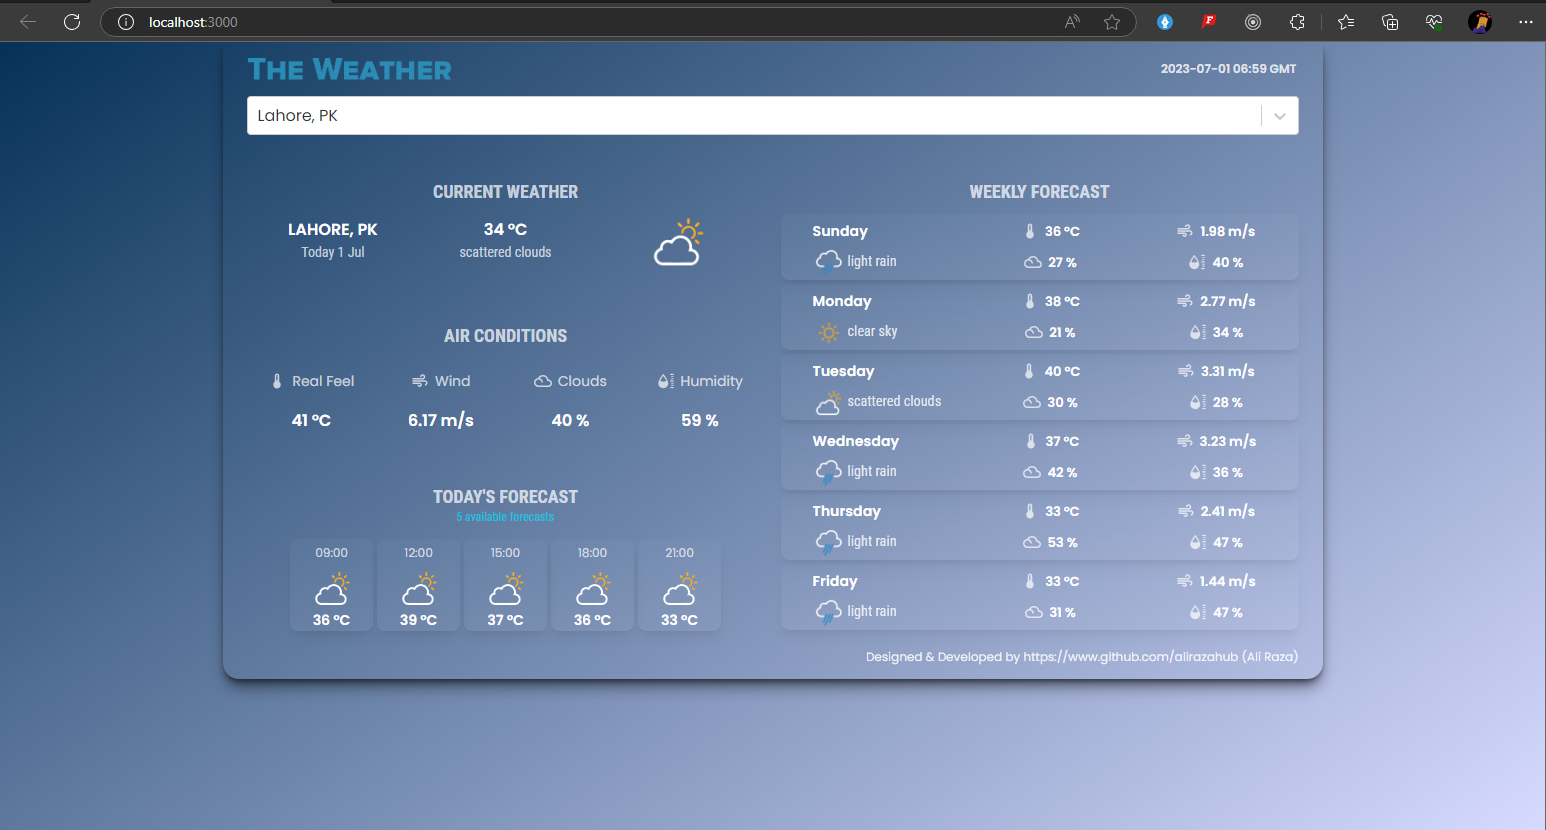 localhost:3000
The Weather
2023-07-01 06:59 GMT
Lahore, PK
CURRENT WEATHER
LAHORE, PK
Today 1 Jul
34 °C
scattered clouds
AIR CONDITIONS
Real Feel Wind Clouds Humidity
41 °C 6.17 m/s 40 % 59 %
TODAY'S FORECAST
5 available forecasts
09:00 12:00 15:00 18:00 21:00
36 °C 39 °C 37 °C 36 °C 33 °C
WEEKLY FORECAST
Sunday 36 °C 1.98 m/s
light rain 27 % 40 %
Monday 38 °C 2.77 m/s
clear sky 21 % 34 %
Tuesday 40 °C 3.31 m/s
scattered clouds 30 % 28 %
Wednesday 37 °C 3.23 m/s
light rain 42 % 36 %
Thursday 33 °C 2.41 m/s
light rain 53 % 47 %
Friday 33 °C 1.44 m/s
light rain 31 % 47 %
Designed & Developed by https://www.github.com/alirazahub (Ali Raza)